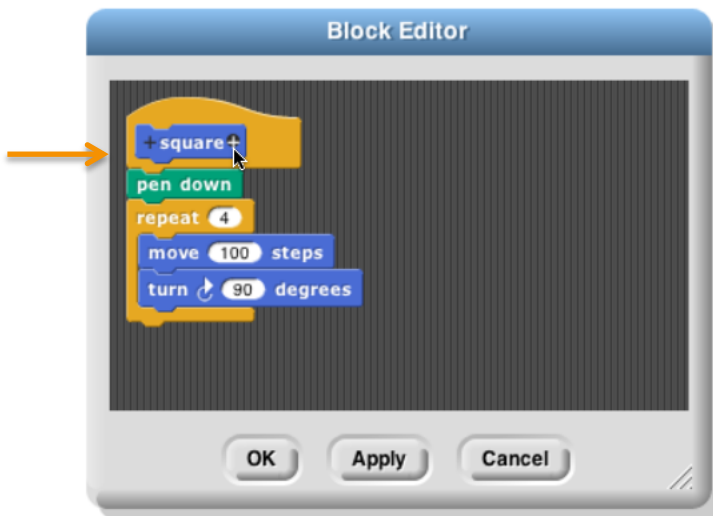 Block Editor
+ square +
pen down
repeat 4
move 100 steps
turn 90 degrees
OK Apply Cancel